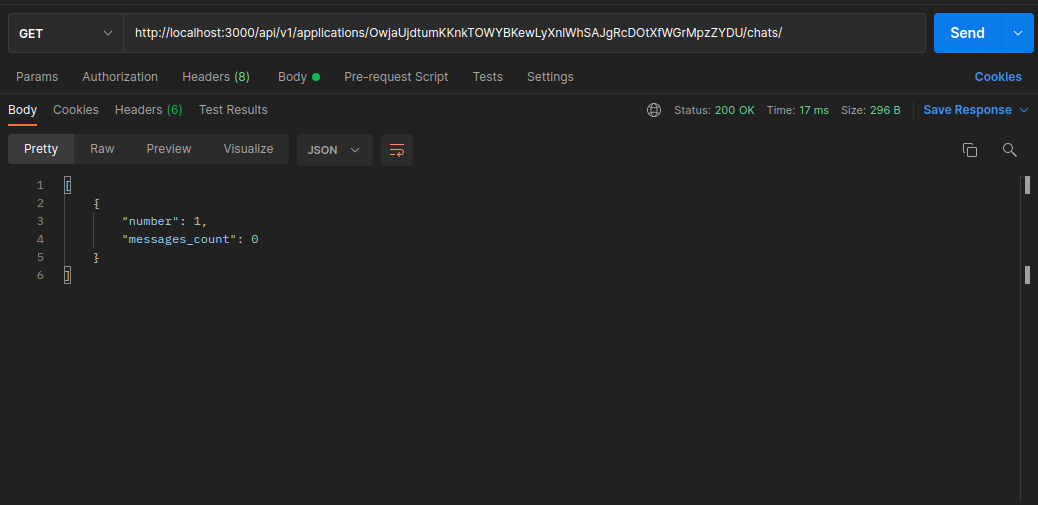 GET http://localhost:3000/api/v1/applications/OwjaUjdtumKKnkTOWYBKewLyXnlWhSAJgRcDOtXfWGrMpzZYDU/chats/ Send
Params Authorization Headers (8) Body Pre-request Script Tests Settings Cookies
Body Cookies Headers (6) Test Results Status: 200 OK Time: 17 ms Size: 296 B Save Response
Pretty Raw Preview Visualize JSON
1 [
2 {
3 "number": 1,
4 "messages_count": 0
5 }
6 ]